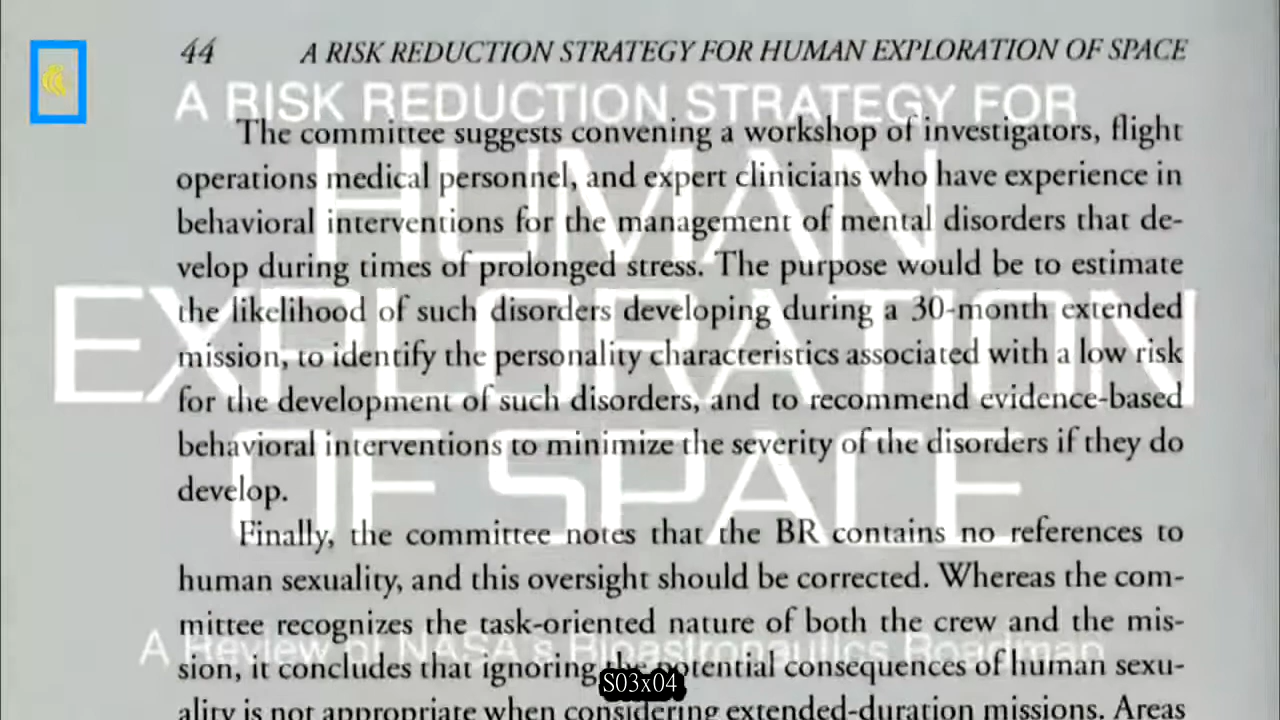 44 A RISK REDUCTION STRATEGY FOR HUMAN EXPLORATION OF SPACE
A RISK REDUCTION STRATEGY FOR
The committee suggests convening a workshop of investigators, flight
HUMAN
operations medical personnel, and expert clinicians who have experience in
behavioral interventions for the management of mental disorders that de-
velop during times of prolonged stress. The purpose would be to estimate
EXPLORATION
the likelihood of such disorders developing during a 30-month extended
mission, to identify the personality characteristics associated with a low risk
for the development of such disorders, and to recommend evidence-based
OF SPACE
behavioral interventions to minimize the severity of the disorders if they do
develop.
Finally, the committee notes that the BR contains no references to
human sexuality, and this oversight should be corrected. Whereas the com-
mittee recognizes the task-oriented nature of both the crew and the mis-
A Review of NASA's Bioastronautics Roadmap
sion, it concludes that ignoring the potential consequences of human sexu-
S03x04
ality is not appropriate when considering extended-duration missions. Areas